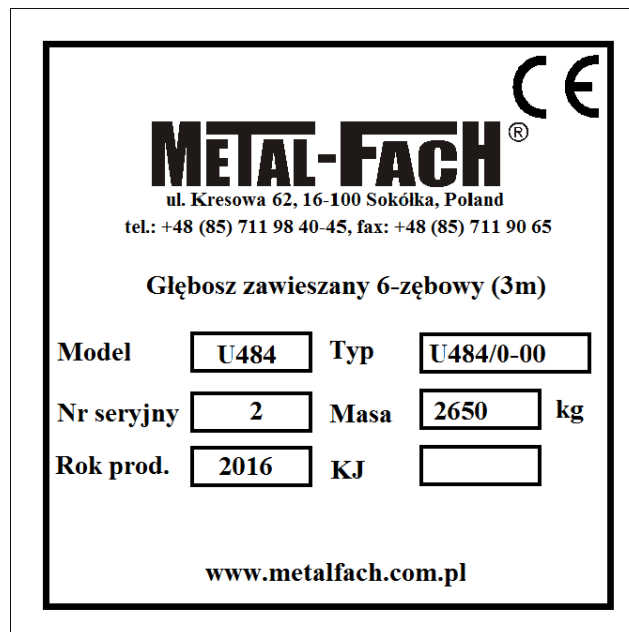 CE
METAL-FACH®
ul. Kresowa 62, 16-100 Sokółka, Poland
tel.: +48 (85) 711 98 40-45, fax: +48 (85) 711 90 65
Głębosz zawieszany 6-zębowy (3m)
Model U484 Typ U484/0-00
Nr seryjny 2 Masa 2650 kg
Rok prod. 2016 KJ
www.metalfach.com.pl